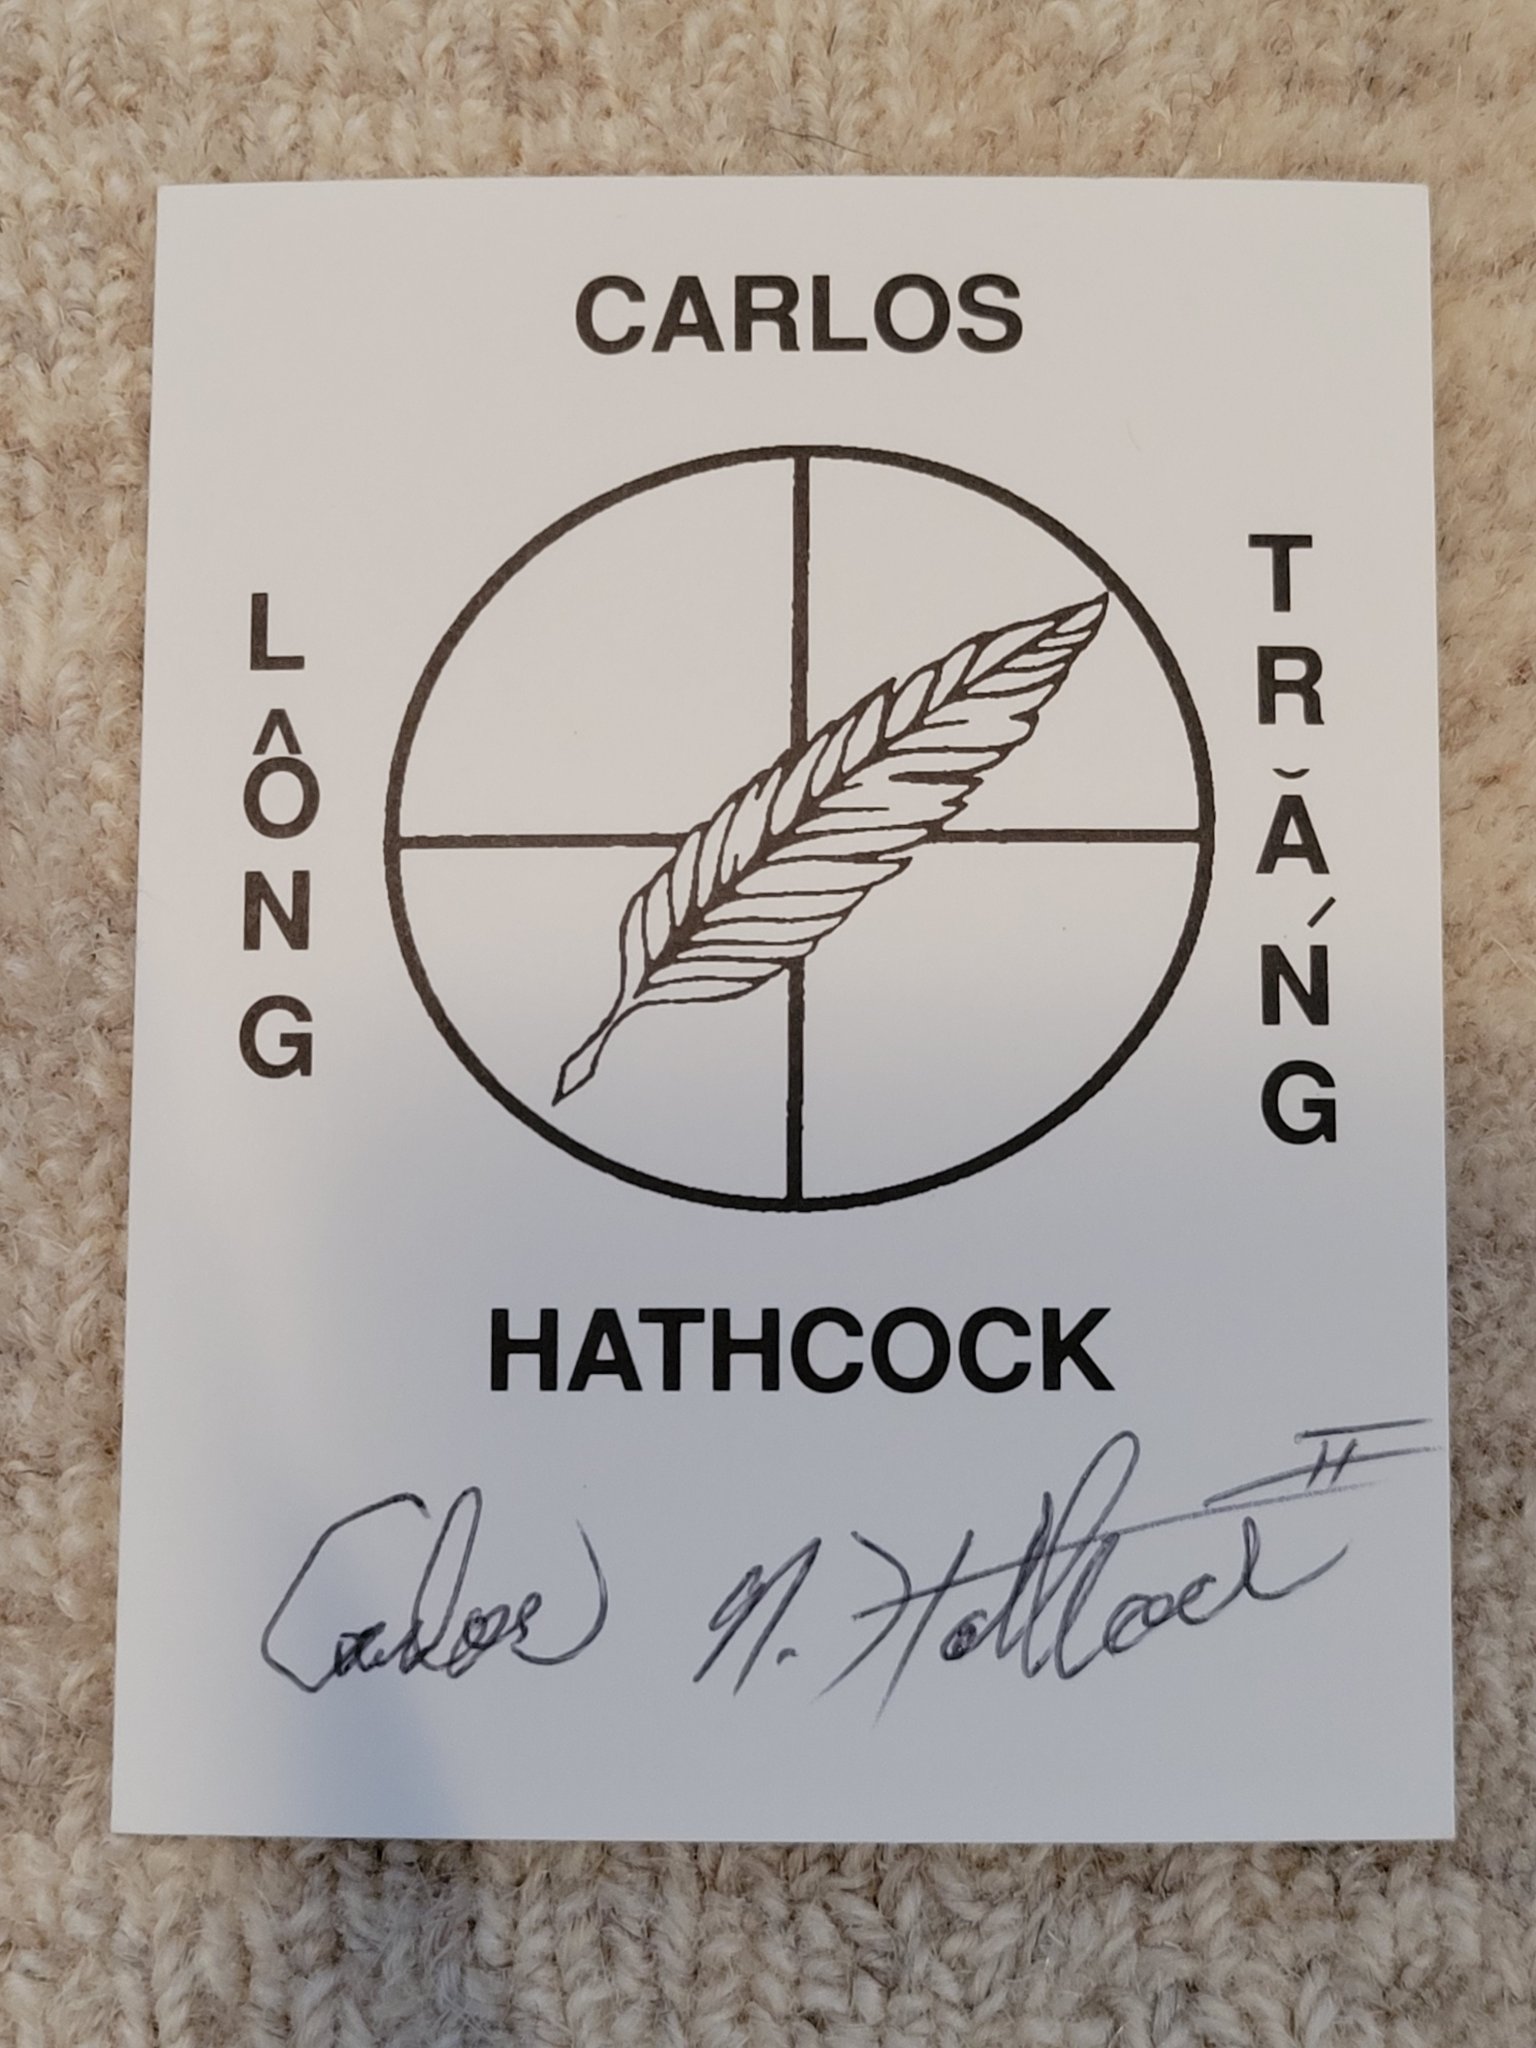 CARLOS
LÔNG
TRẮNG
HATHCOCK
Carlos N. Hathcock II